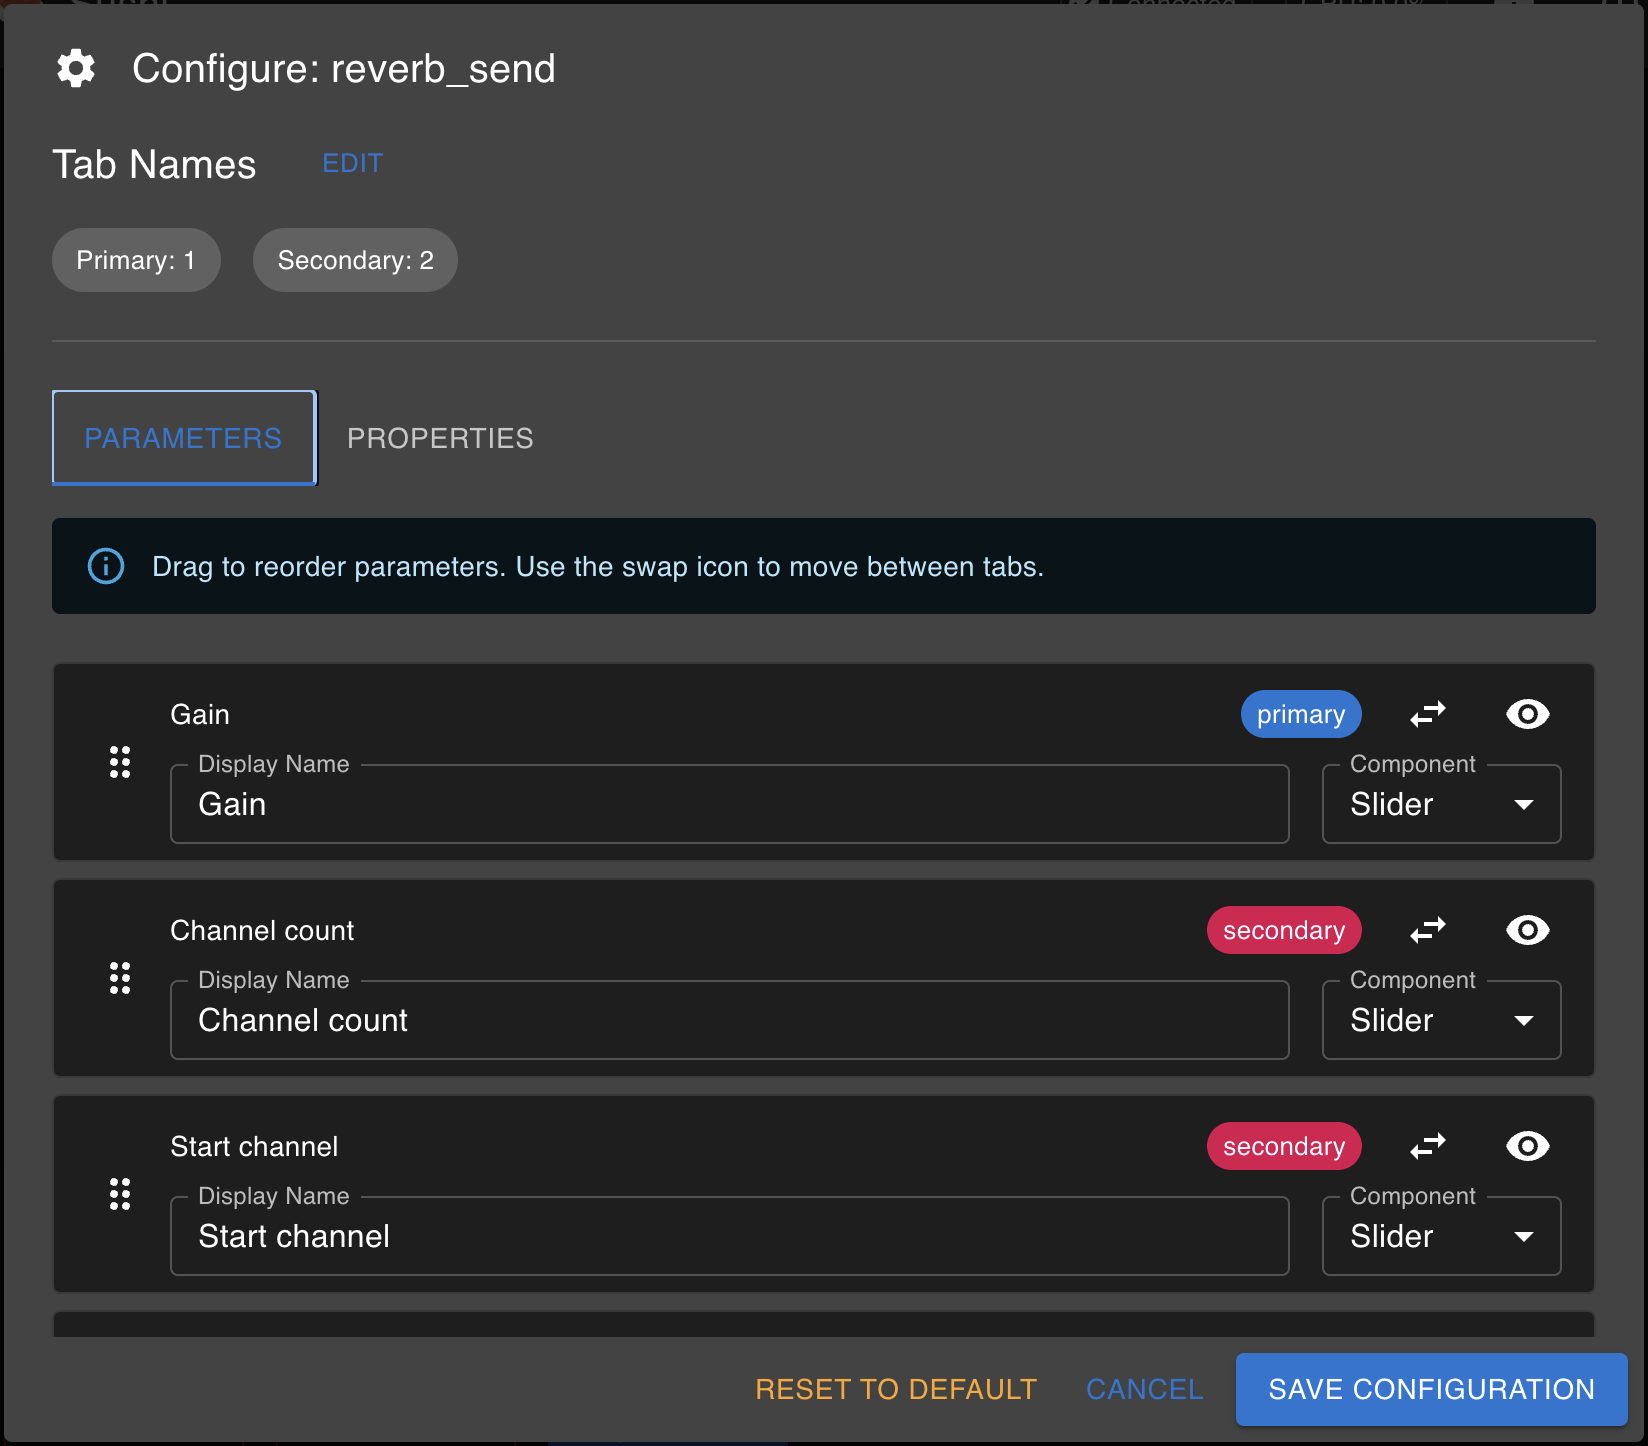 Configure: reverb_send
Tab Names EDIT
Primary: 1 Secondary: 2
PARAMETERS PROPERTIES
Drag to reorder parameters. Use the swap icon to move between tabs.
Gain primary
Display Name Component
Gain Slider
Channel count secondary
Display Name Component
Channel count Slider
Start channel secondary
Display Name Component
Start channel Slider
RESET TO DEFAULT CANCEL SAVE CONFIGURATION